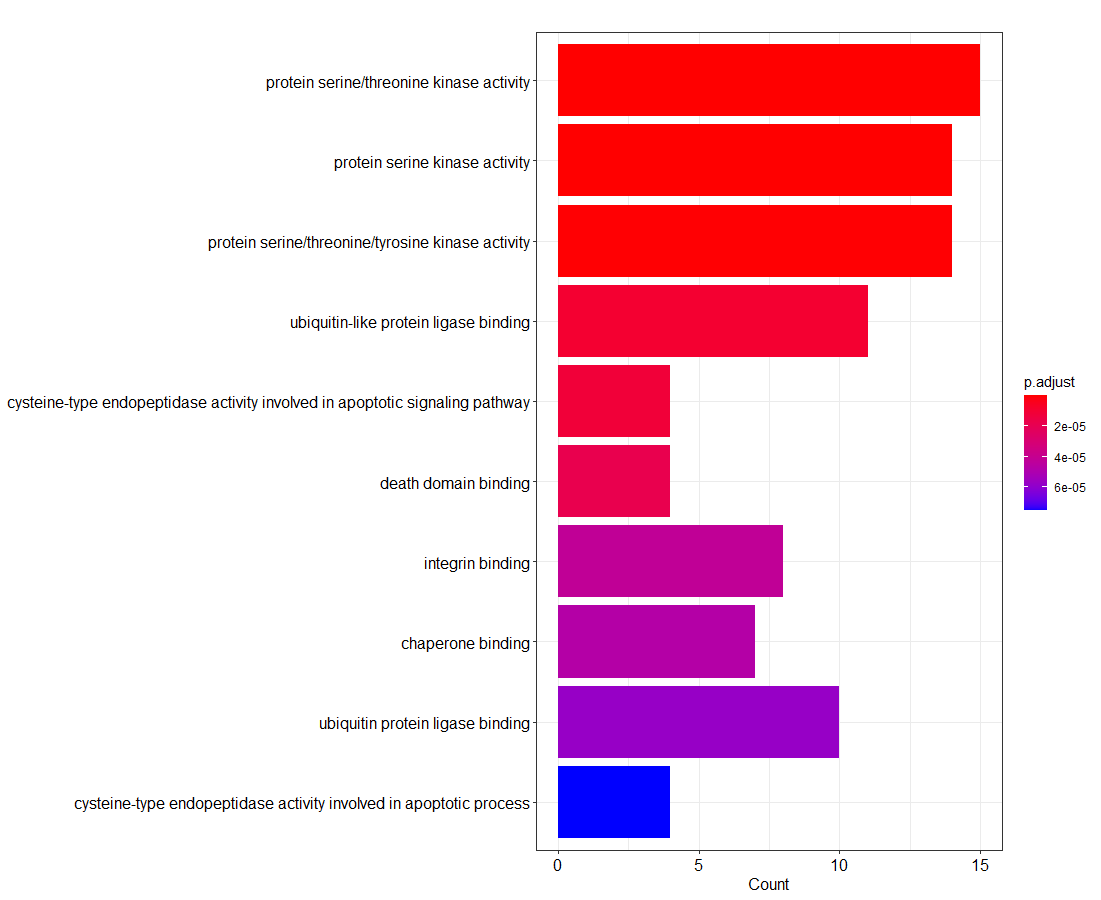 protein serine/threonine kinase activity
protein serine kinase activity
protein serine/threonine/tyrosine kinase activity
ubiquitin-like protein ligase binding
cysteine-type endopeptidase activity involved in apoptotic signaling pathway
death domain binding
integrin binding
chaperone binding
ubiquitin protein ligase binding
cysteine-type endopeptidase activity involved in apoptotic process
0 5 10 15
Count
p.adjust
2e-05
4e-05
6e-05